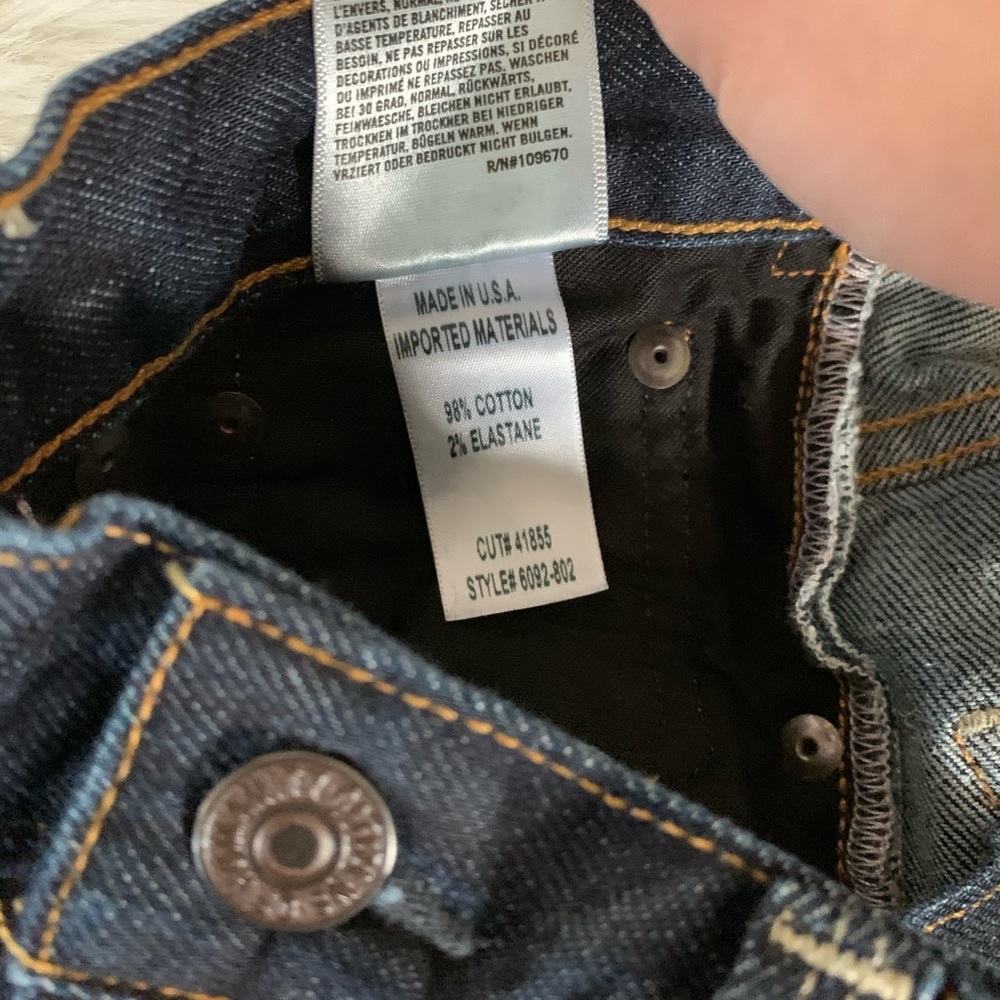 L'ENVERS, NORMAL,
D'AGENTS DE BLANCHIMENT, SÉCHER
BASSE TEMPERATURE, REPASER AU
BESOIN, NE PAS REPASER SUR LES
DECORATIONS OU IMPRESSIONS, SI DÉCORÉ
OU IMPRIMÉ NE REPASSEZ PAS. WASCHEN
BEI 30 GRAD, NORMAL, RÜCKWÄRTS,
FEINWAESCHE, BLEICHEN NICHT ERLAUBT,
TROCKNEN IM TROCKNER BEI NIEDRIGER
TEMPERATUR, BÜGELN WARM. WENN
VRZIERT ODER BEDRUCKT NICHT BULGEN.
R/N#109670
MADE IN U.S.A.
IMPORTED MATERIALS
98% COTTON
2% ELASTANE
CUT# 41855
STYLE# 6092-802